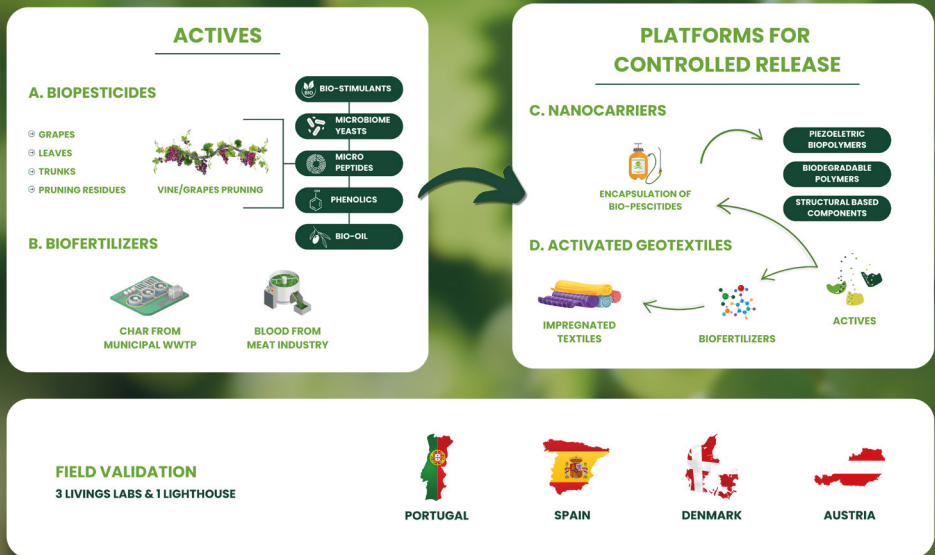 ACTIVES
A. BIOPESTICIDES
GRAPES
LEAVES
TRUNKS
PRUNING RESIDUES
VINE/GRAPES PRUNING
BIO
BIO-STIMULANTS
MICROBIOME
YEASTS
MICRO
PEPTIDES
OH
PHENOLICS
BIO-OIL
B. BIOFERTILIZERS
CHAR FROM
MUNICIPAL WWTP
BLOOD FROM
MEAT INDUSTRY
PLATFORMS FOR
CONTROLLED RELEASE
C. NANOCARRIERS
ENCAPSULATION OF
BIO-PESCITIDES
PIEZOELETRIC
BIOPOLYMERS
BIODEGRADABLE
POLYMERS
STRUCTURAL BASED
COMPONENTS
D. ACTIVATED GEOTEXTILES
IMPREGNATED
TEXTILES
BIOFERTILIZERS
ACTIVES
FIELD VALIDATION
3 LIVINGS LABS & 1 LIGHTHOUSE
PORTUGAL
SPAIN
DENMARK
AUSTRIA